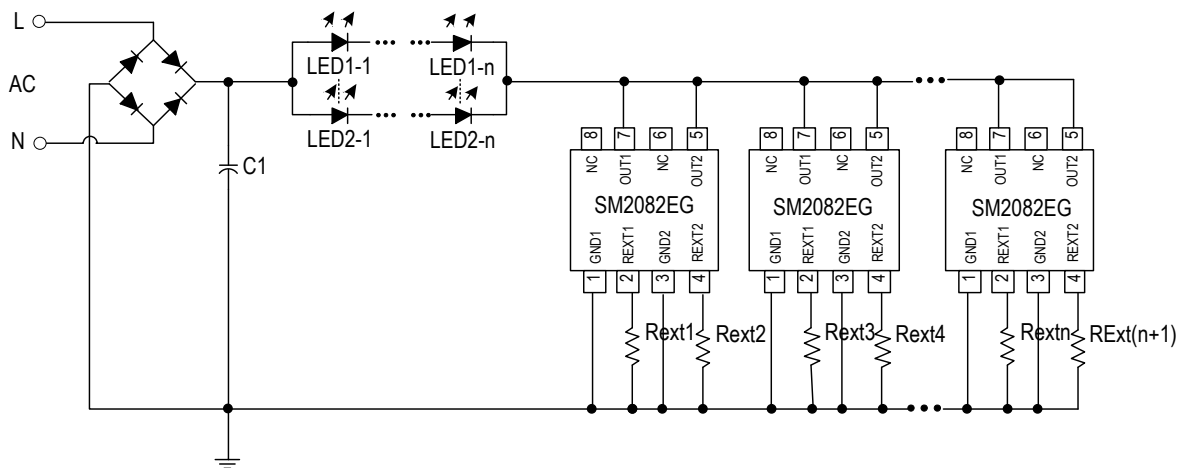 L
AC
N
C1
LED1-1
LED1-n
LED2-1
LED2-n
8 7 6 5
NC OUT1 NC OUT2
SM2082EG
GND1 REXT1 GND2 REXT2
1 2 3 4
Rext1
Rext2
8 7 6 5
NC OUT1 NC OUT2
SM2082EG
GND1 REXT1 GND2 REXT2
1 2 3 4
Rext3
Rext4
8 7 6 5
NC OUT1 NC OUT2
SM2082EG
GND1 REXT1 GND2 REXT2
1 2 3 4
Rextn
RExt(n+1)